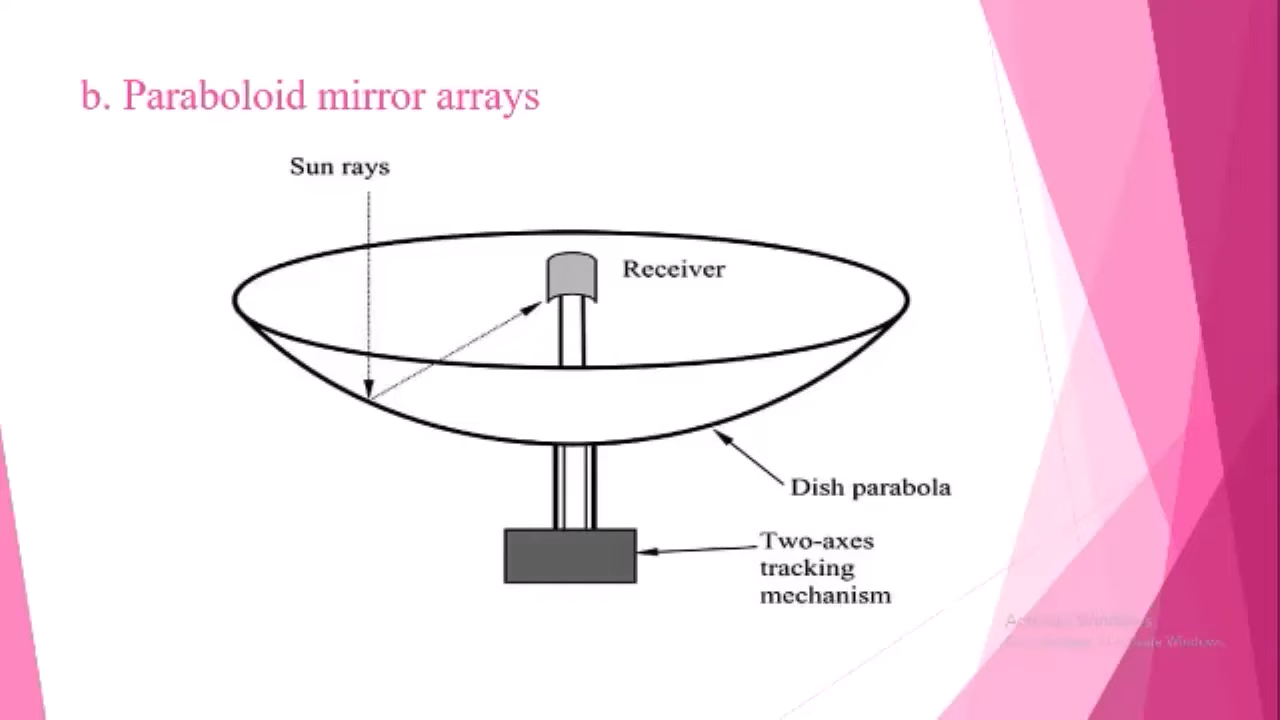 b. Paraboloid mirror arrays
Sun rays
Receiver
Dish parabola
Two-axes
tracking
mechanism